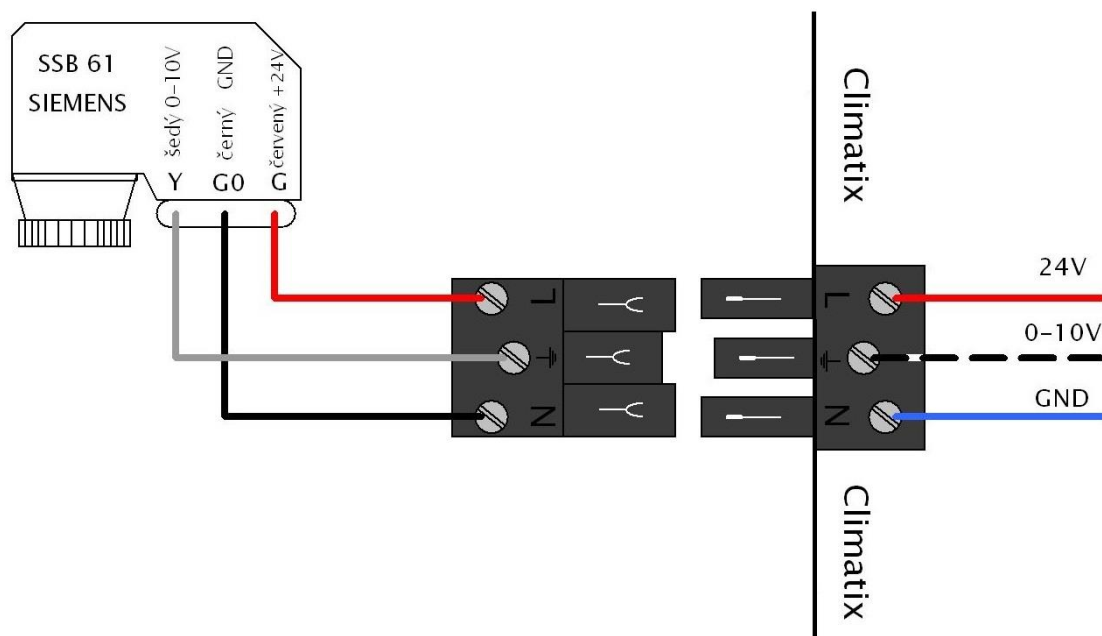 SSB 61
SIEMENS
šedý 0-10V
černý GND
červený +24V
Y
G0
G
L
N
Climatix
L
N
24V
0-10V
GND
Climatix